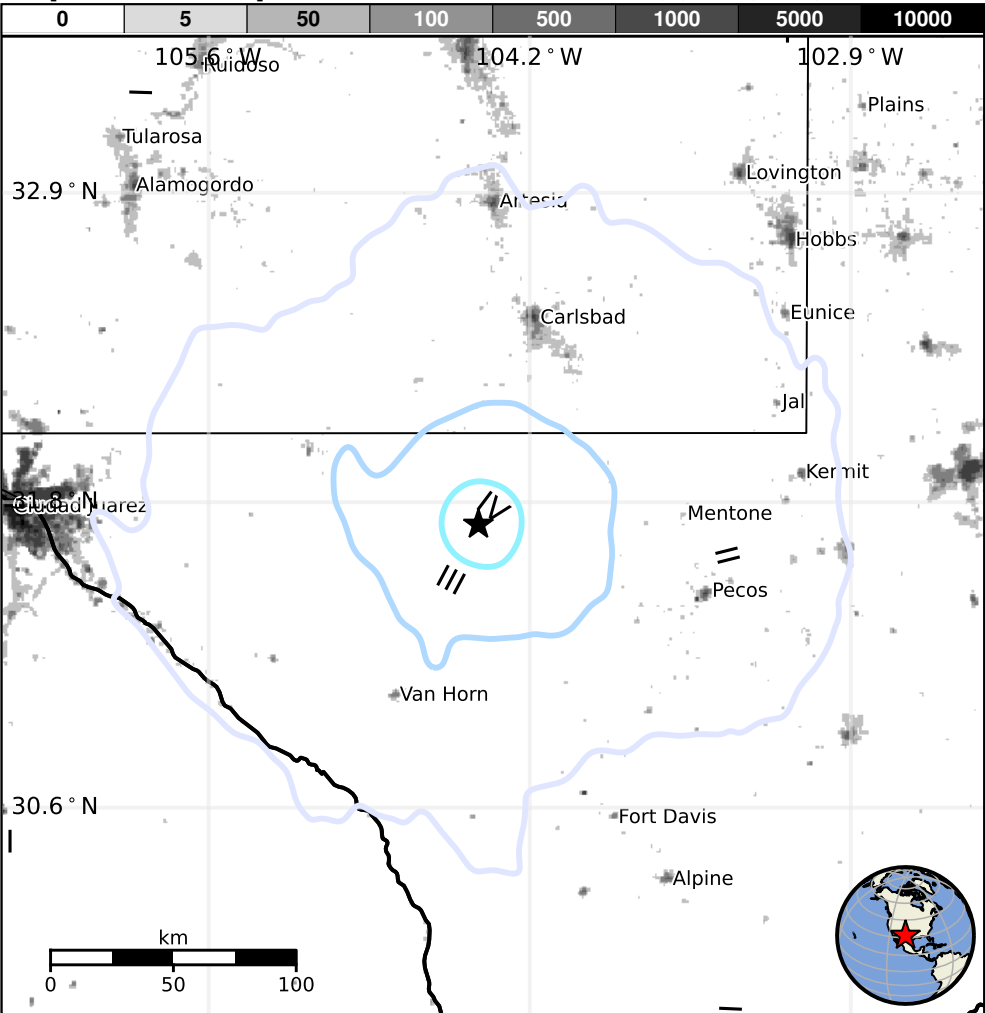 0 5 50 100 500 1000 5000 10000
105.6°W 104.2°W 102.9°W
Ruidoso
Plains
Tularosa
Lovington
Alamogordo
32.9°N
Artesia
Hobbs
Eunice
Carlsbad
Jal
Kermit
31.8°N
Ciudad Juarez
Mentone
Pecos
Van Horn
30.6°N
Fort Davis
Alpine
km
0 50 100